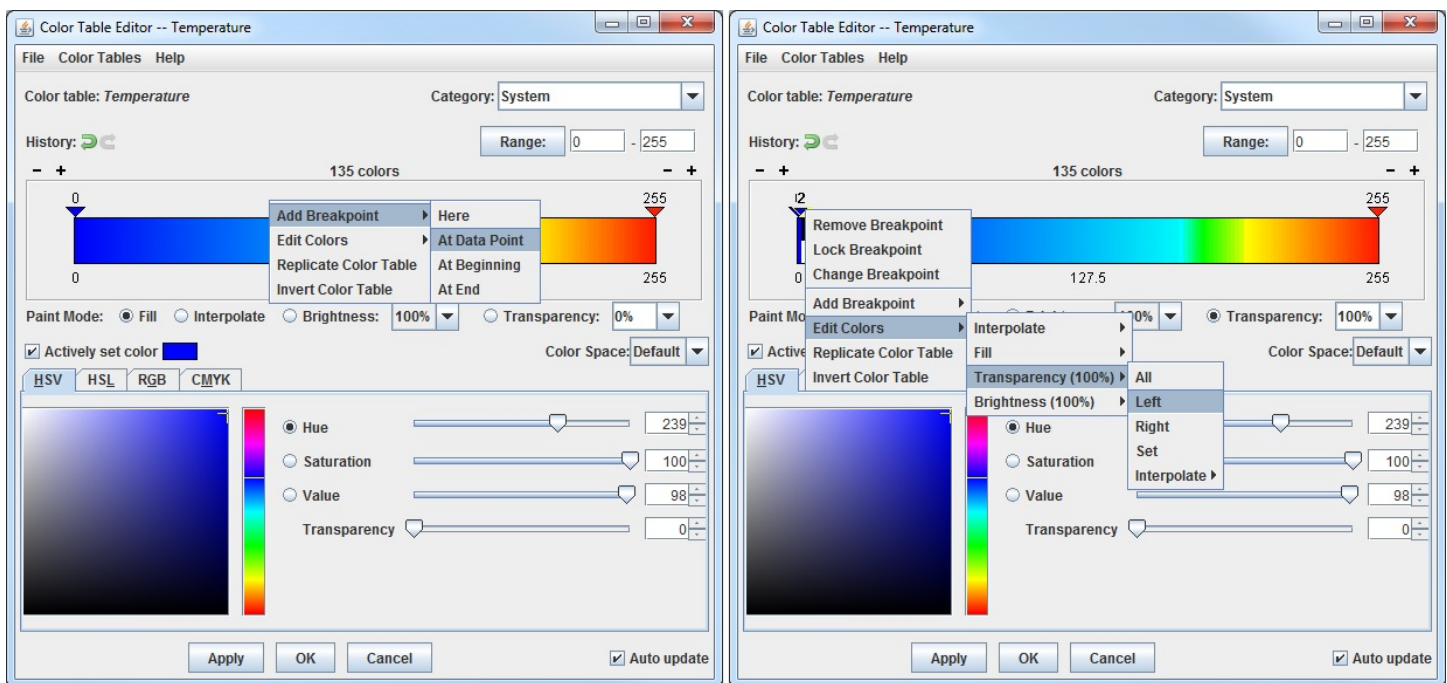 Color Table Editor -- Temperature
File Color Tables Help
Color table: Temperature
Category: System
History:
Range: 0 - 255
- +
135 colors
- +
0
255
Add Breakpoint
Here
Edit Colors
At Data Point
Replicate Color Table
At Beginning
Invert Color Table
At End
0
255
Paint Mode: Fill Interpolate Brightness: 100% Transparency: 0%
Actively set color
Color Space: Default
HSV HSL RGB CMYK
Hue 239
Saturation 100
Value 98
Transparency 0
Apply OK Cancel Auto update
Color Table Editor -- Temperature
File Color Tables Help
Color table: Temperature
Category: System
History:
Range: 0 - 255
- +
135 colors
- +
2
255
Remove Breakpoint
Lock Breakpoint
Change Breakpoint
0
127.5
255
Add Breakpoint
Paint Mo
0% Transparency: 100%
Edit Colors
Interpolate
Active
Replicate Color Table
Fill
Color Space: Default
HSV
Invert Color Table
Transparency (100%)
All
Brightness (100%)
Left
Hue
Right
239
Saturation
Set
100
Interpolate
Value
98
Transparency 0
Apply OK Cancel Auto update